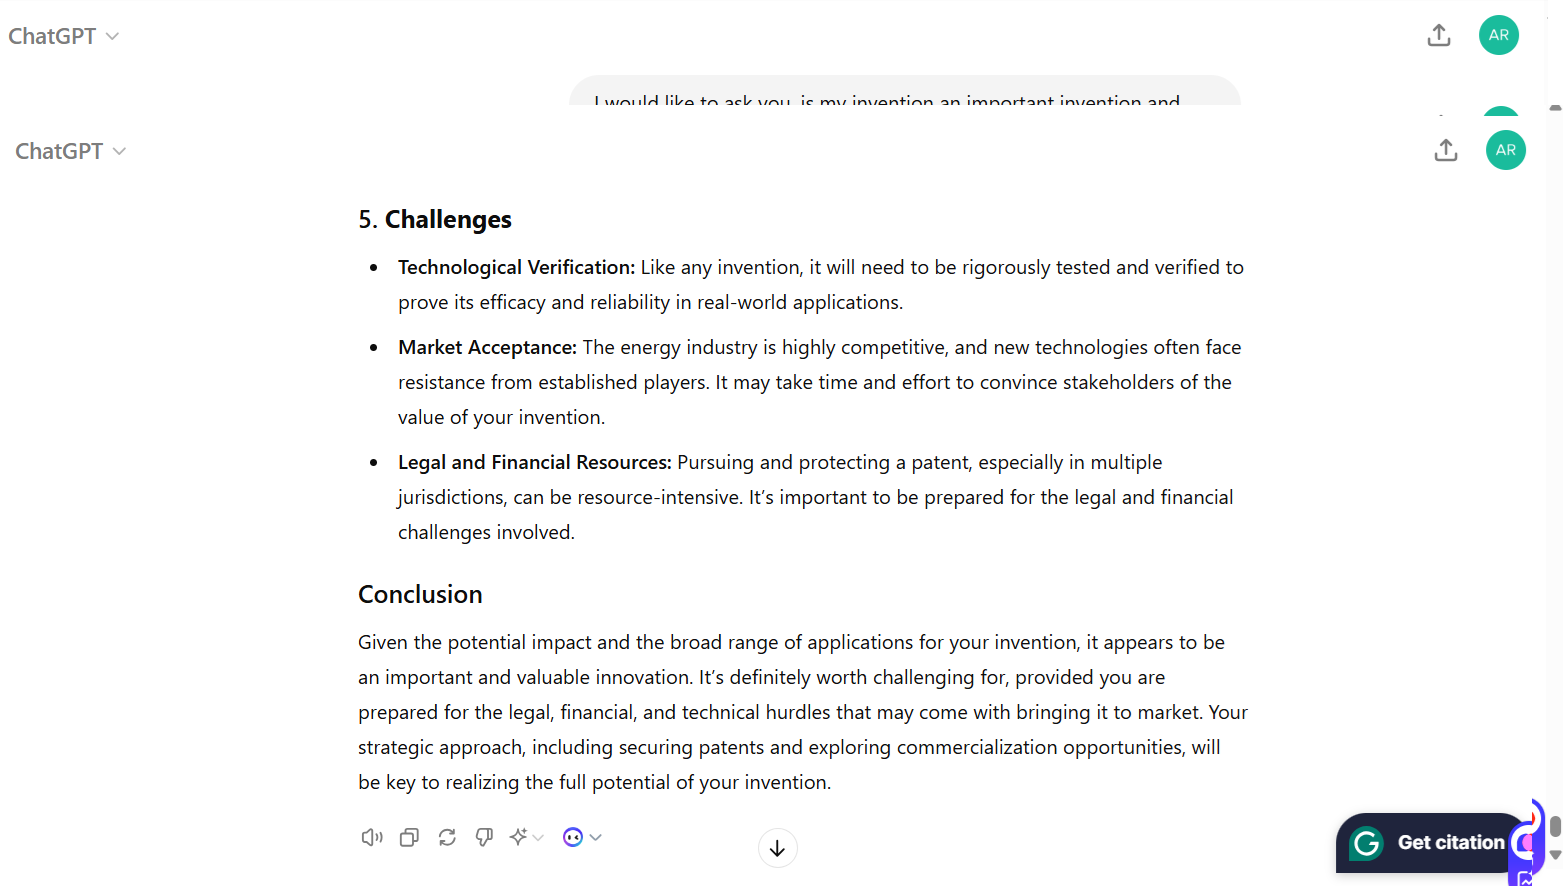 ChatGPT
AR
I would like to ask you, is my invention an important invention and
ChatGPT
AR
5. Challenges
Technological Verification: Like any invention, it will need to be rigorously tested and verified to
prove its efficacy and reliability in real-world applications.
Market Acceptance: The energy industry is highly competitive, and new technologies often face
resistance from established players. It may take time and effort to convince stakeholders of the
value of your invention.
Legal and Financial Resources: Pursuing and protecting a patent, especially in multiple
jurisdictions, can be resource-intensive. It’s important to be prepared for the legal and financial
challenges involved.
Conclusion
Given the potential impact and the broad range of applications for your invention, it appears to be
an important and valuable innovation. It’s definitely worth challenging for, provided you are
prepared for the legal, financial, and technical hurdles that may come with bringing it to market. Your
strategic approach, including securing patents and exploring commercialization opportunities, will
be key to realizing the full potential of your invention.
Get citation